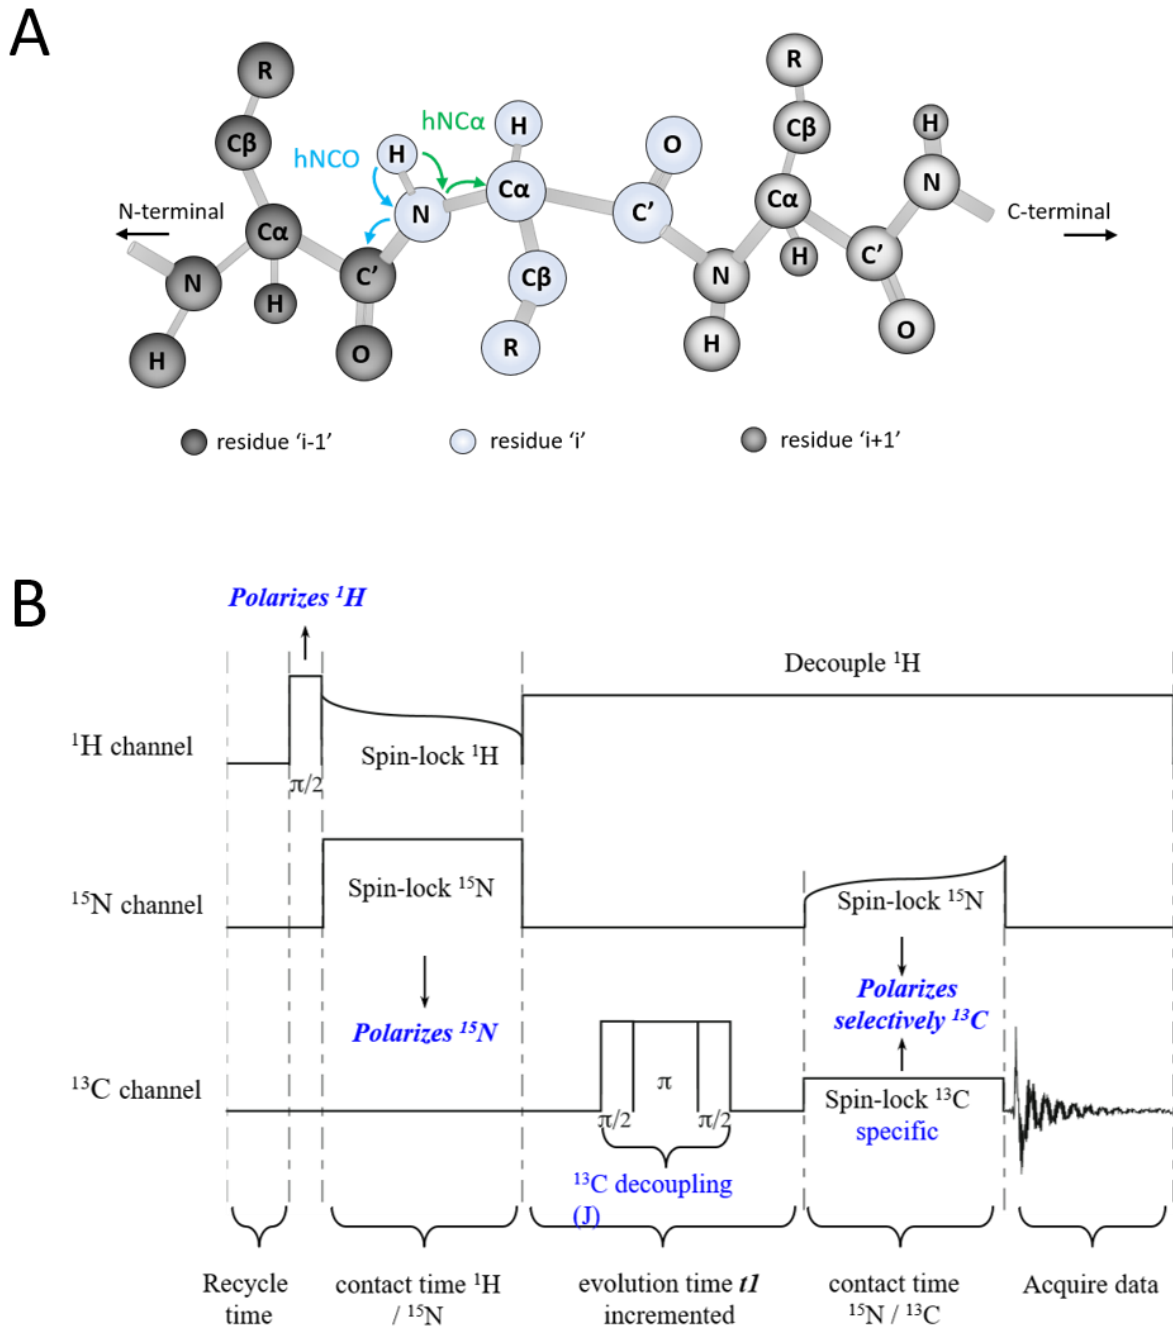 A
R
Cβ
hNCO
H
hNCα
H
O
R
Cβ
H
N-terminal
Cα
C’
N
Cα
C’
Cα
N
C-terminal
N
H
O
Cβ
R
N
H
H
C’
O
H
residue ‘i-1’
residue ‘i’
residue ‘i+1’
B
Polarizes ¹H
Decouple ¹H
¹H channel
π/2
Spin-lock ¹H
¹⁵N channel
Spin-lock ¹⁵N
Spin-lock ¹⁵N
Polarizes ¹⁵N
Polarizes
selectively ¹³C
¹³C channel
π/2
π
π/2
Spin-lock ¹³C
specific
¹³C decoupling
(J)
Recycle
time
contact time ¹H
/ ¹⁵N
evolution time t1
incremented
contact time
¹⁵N / ¹³C
Acquire data